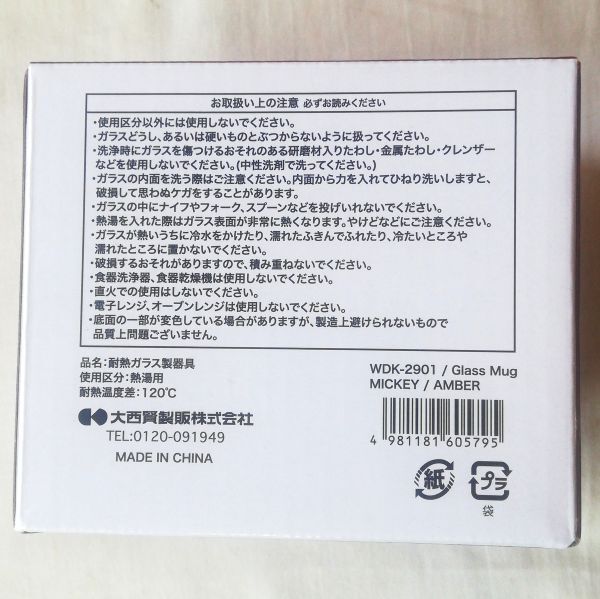 お取扱い上の注意 必ずお読みください
・使用区分以外には使用しないでください。
・ガラスどうし、あるいは硬いものとぶつからないように扱ってください。
・洗浄時にガラスを傷つけるおそれのある研磨材入りたわし・金属たわし・クレンザー
などを使用しないでください。(中性洗剤で洗ってください。)
・ガラスの内面を洗う際はご注意ください。内面から力を入れてひねり洗いしますと、
破損して思わぬケガをすることがあります。
・ガラスの中にナイフやフォーク、スプーンなどを投げいれないでください。
・熱湯を入れた際はガラス表面が非常に熱くなります。やけどなどにご注意ください。
・ガラスが熱いうちに冷水をかけたり、濡れたふきんでふれたり、冷たいところや
濡れたところに置かないでください。
・破損するおそれがありますので、積み重ねないでください。
・食器洗浄器、食器乾燥機は使用しないでください。
・直火での使用はしないでください。
・電子レンジ、オーブンレンジは使用しないでください。
・底面の一部が変色している場合がありますが、製造上避けられないもので
品質上問題ございません。
品名:耐熱ガラス製器具
使用区分:熱湯用
耐熱温度差:120℃
大西賢製販株式会社
TEL:0120-091949
MADE IN CHINA
WDK-2901 / Glass Mug
MICKEY / AMBER
4 981181 605795
紙
プラ
袋